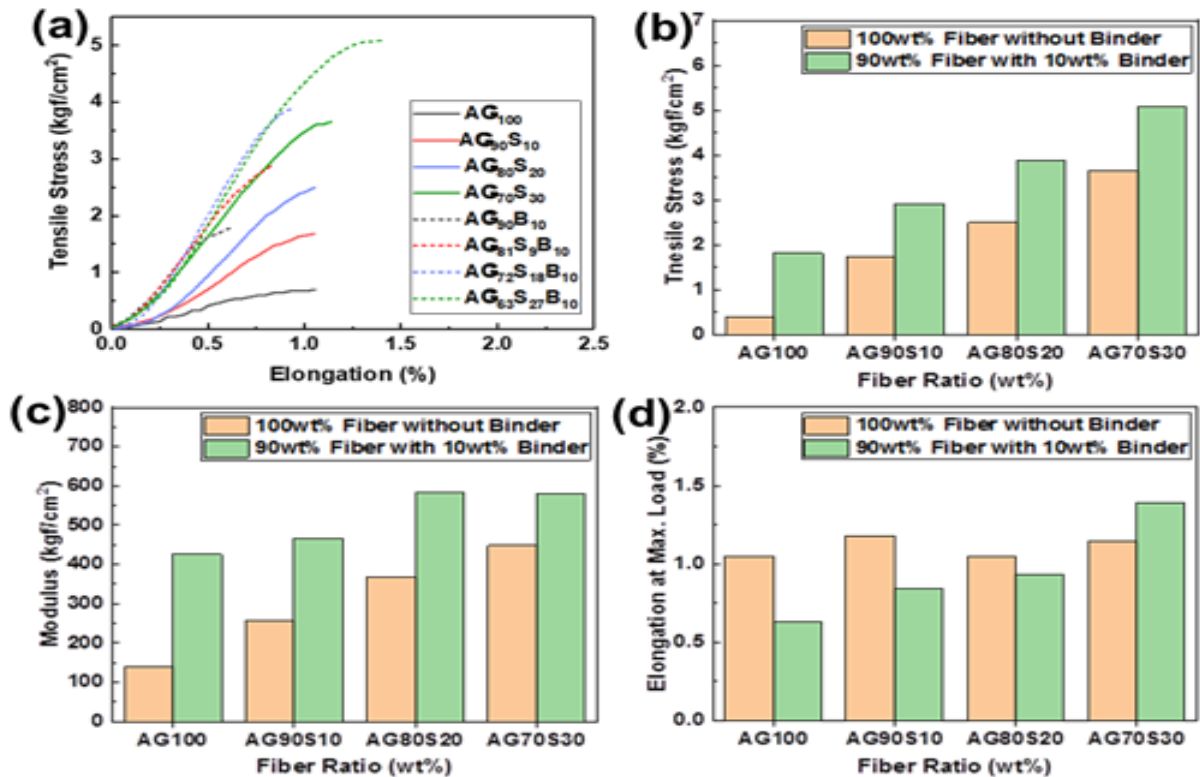 (a)
Tensile Stress (kgf/cm²)
5
4
3
2
1
0
0.0 0.5 1.0 1.5 2.0 2.5
Elongation (%)
AG₁₀₀
AG₉₀S₁₀
AG₈₀S₂₀
AG₇₀S₃₀
AG₉₀B₁₀
AG₈₁S₉B₁₀
AG₇₂S₁₈B₁₀
AG₆₃S₂₇B₁₀
(b)
Tnesile Stress (kgf/cm²)
7
6
5
4
3
2
1
0
100wt% Fiber without Binder
90wt% Fiber with 10wt% Binder
AG100 AG90S10 AG80S20 AG70S30
Fiber Ratio (wt%)
(c)
Modulus (kgf/cm²)
800
700
600
500
400
300
200
100
0
100wt% Fiber without Binder
90wt% Fiber with 10wt% Binder
AG100 AG90S10 AG80S20 AG70S30
Fiber Ratio (wt%)
(d)
Elongation at Max. Load (%)
2.0
1.5
1.0
0.5
0.0
100wt% Fiber without Binder
90wt% Fiber with 10wt% Binder
AG100 AG90S10 AG80S20 AG70S30
Fiber Ratio (wt%)